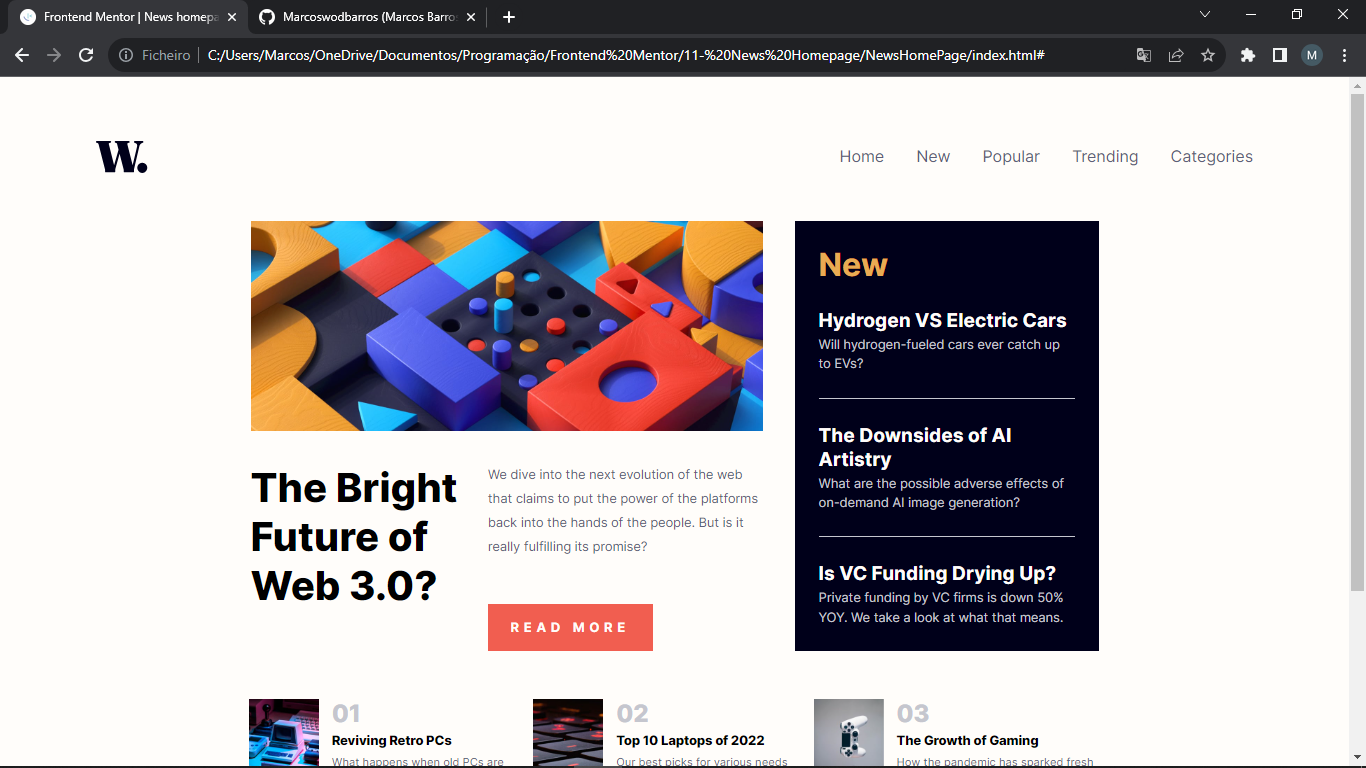 Frontend Mentor | News homepa
Marcoswodbarros (Marcos Barro
Ficheiro
C:/Users/Marcos/OneDrive/Documentos/Programação/Frontend%20Mentor/11-%20News%20Homepage/NewsHomePage/index.html#
M
W.
Home
New
Popular
Trending
Categories
New
Hydrogen VS Electric Cars
Will hydrogen-fueled cars ever catch up
to EVs?
The Downsides of AI
Artistry
What are the possible adverse effects of
on-demand AI image generation?
Is VC Funding Drying Up?
Private funding by VC firms is down 50%
YOY. We take a look at what that means.
The Bright
Future of
Web 3.0?
We dive into the next evolution of the web
that claims to put the power of the platforms
back into the hands of the people. But is it
really fulfilling its promise?
READ MORE
01
Reviving Retro PCs
What happens when old PCs are
02
Top 10 Laptops of 2022
Our best picks for various needs
03
The Growth of Gaming
How the pandemic has sparked fresh